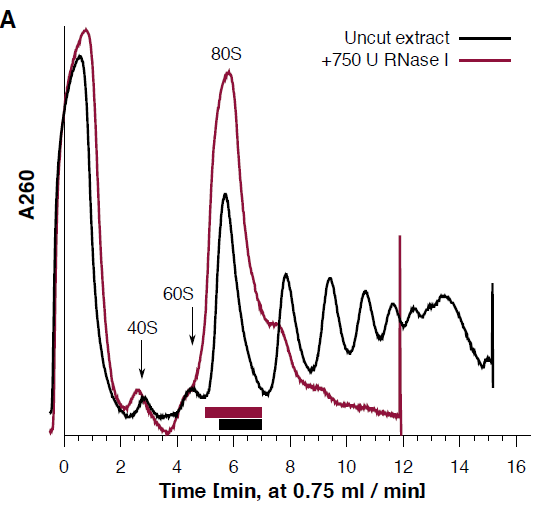 A
Uncut extract
+750 U RNase I
80S
60S
40S
A260
0 2 4 6 8 10 12 14 16
Time [min, at 0.75 ml / min]